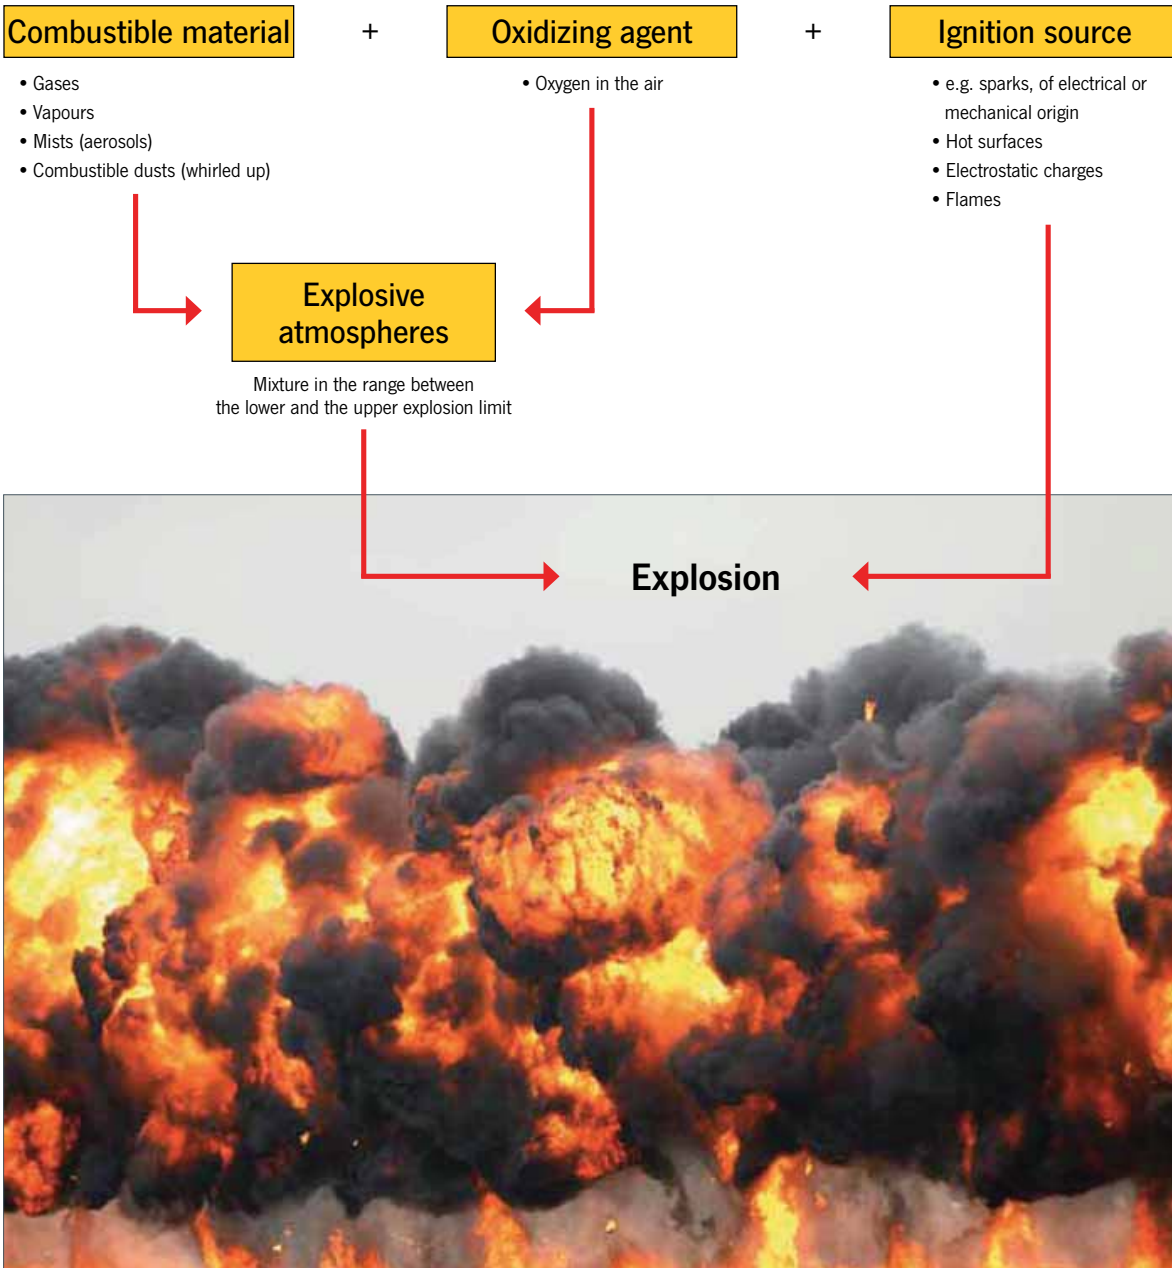 Combustible material + Oxidizing agent + Ignition source
• Gases
• Vapours
• Mists (aerosols)
• Combustible dusts (whirled up)
• Oxygen in the air
• e.g. sparks, of electrical or
mechanical origin
• Hot surfaces
• Electrostatic charges
• Flames
Explosive
atmospheres
Mixture in the range between
the lower and the upper explosion limit
Explosion